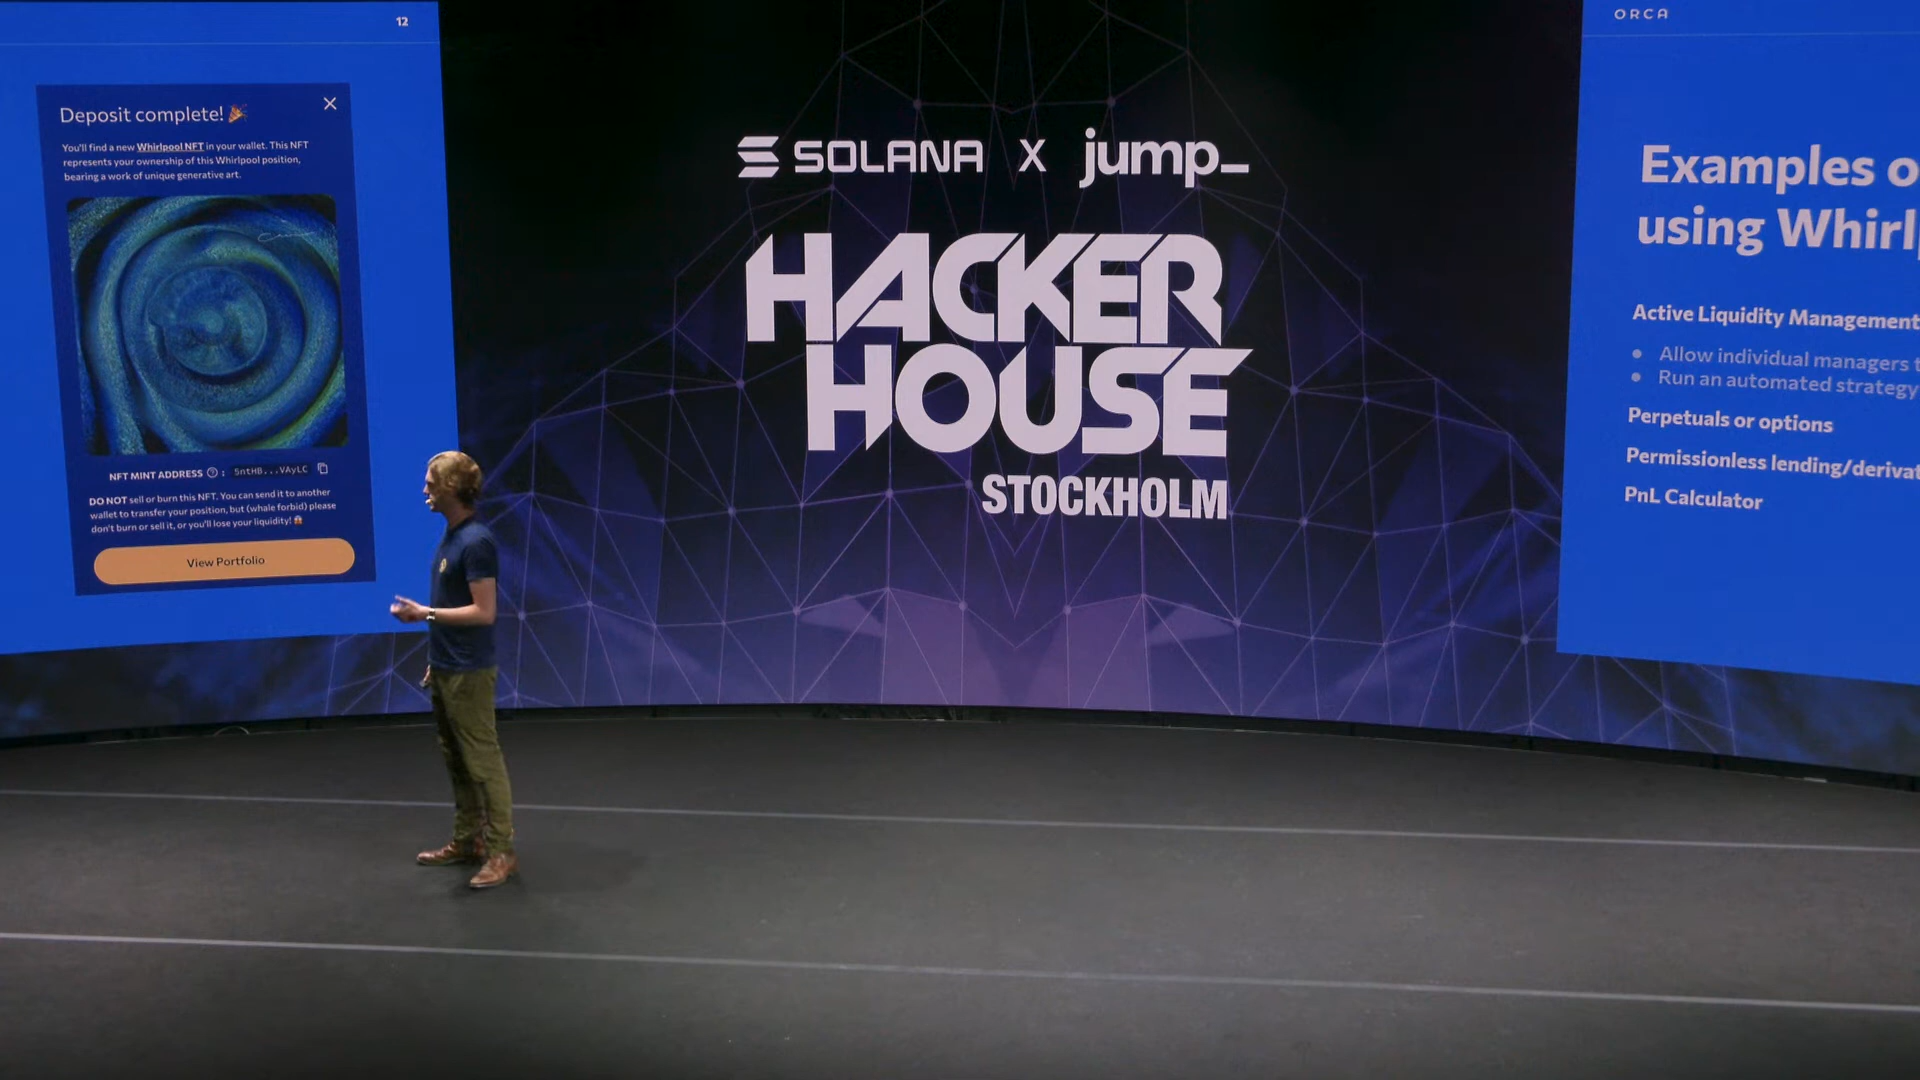 12
Deposit complete!
You'll find a new Whirlpool NFT in your wallet. This NFT
represents your ownership of this Whirlpool position,
bearing a work of unique generative art.
NFT MINT ADDRESS ? : 5ntHB...VAyLC
DO NOT sell or burn this NFT. You can send it to another
wallet to transfer your position, but (whale forbid) please
don't burn or sell it, or you'll lose your liquidity!
View Portfolio
SOLANA X jump_
HACKER
HOUSE
STOCKHOLM
ORCA
Examples o
using Whirl
Active Liquidity Management
Allow individual managers t
Run an automated strategy
Perpetuals or options
Permissionless lending/derivat
PnL Calculator